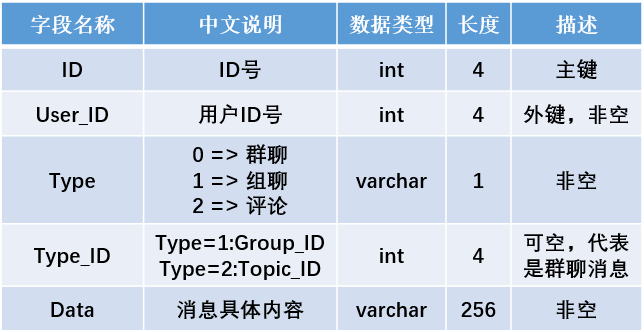 字段名称 中文说明 数据类型 长度 描述
ID ID号 int 4 主键
User_ID 用户ID号 int 4 外键，非空
Type 0 => 群聊 varchar 1 非空
1 => 组聊
2 => 评论
Type_ID Type=1:Group_ID int 4 可空，代表
Type=2:Topic_ID 是群聊消息
Data 消息具体内容 varchar 256 非空